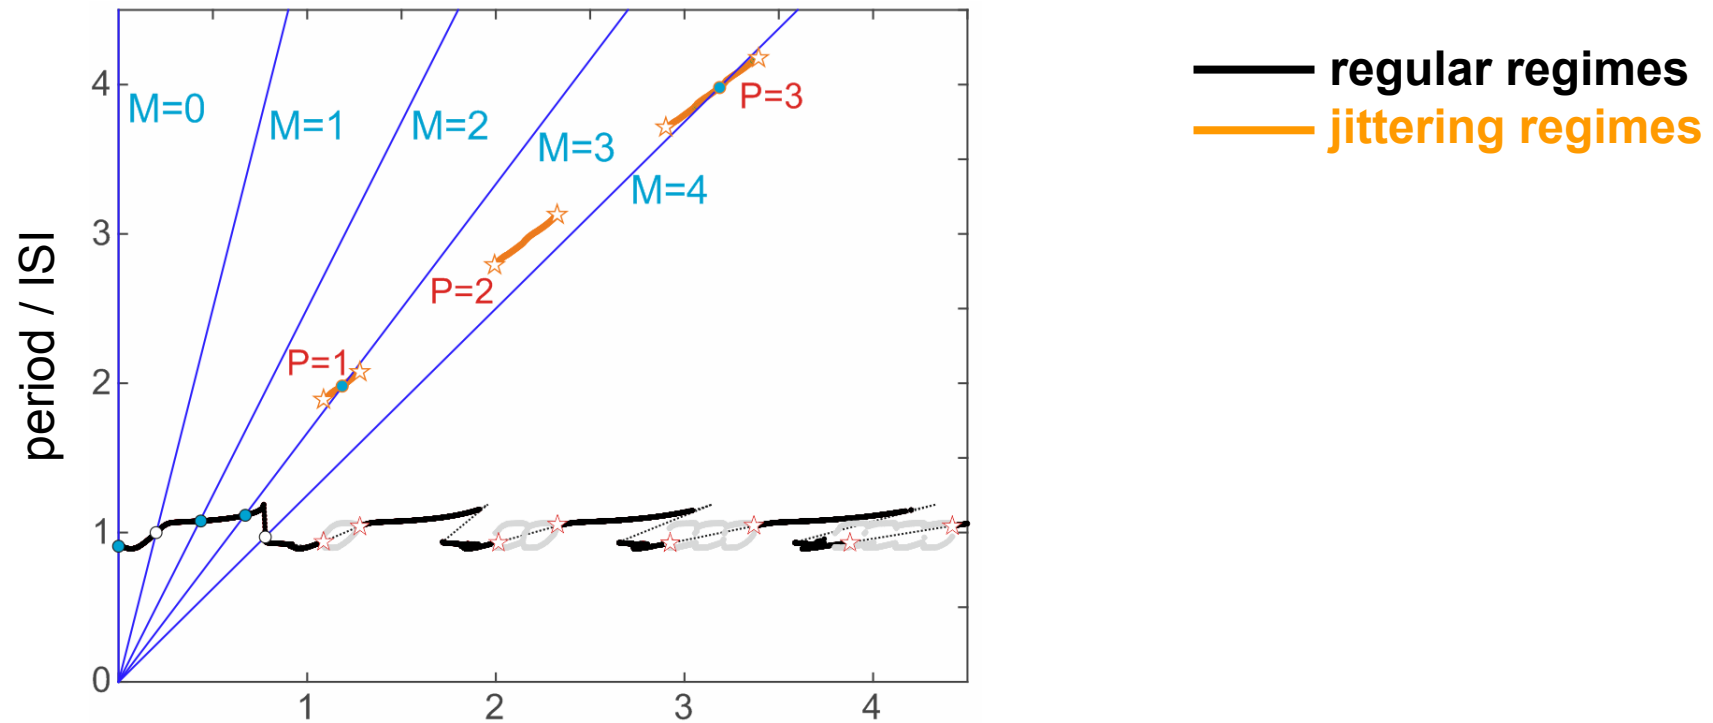 regular regimes
jittering regimes
period / ISI
4
3
2
1
0
1
2
3
4
M=0
M=1
M=2
M=3
M=4
P=3
P=2
P=1